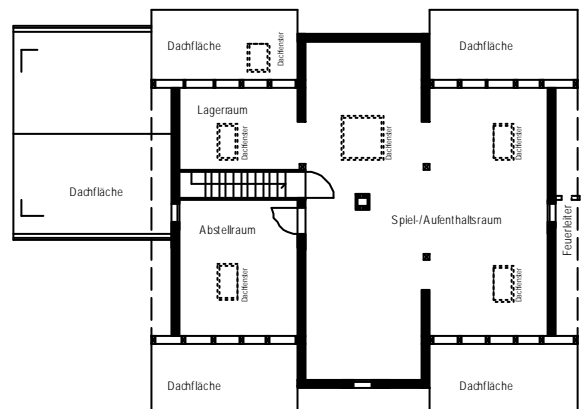 Dachfläche
Dachfenster
Dachfläche
Lagerraum
Dachfenster
Dachfenster
Dachfenster
Dachfläche
Abstellraum
Spiel-/Aufenthaltsraum
Feuerleiter
Dachfenster
Dachfenster
Dachfläche
Dachfläche